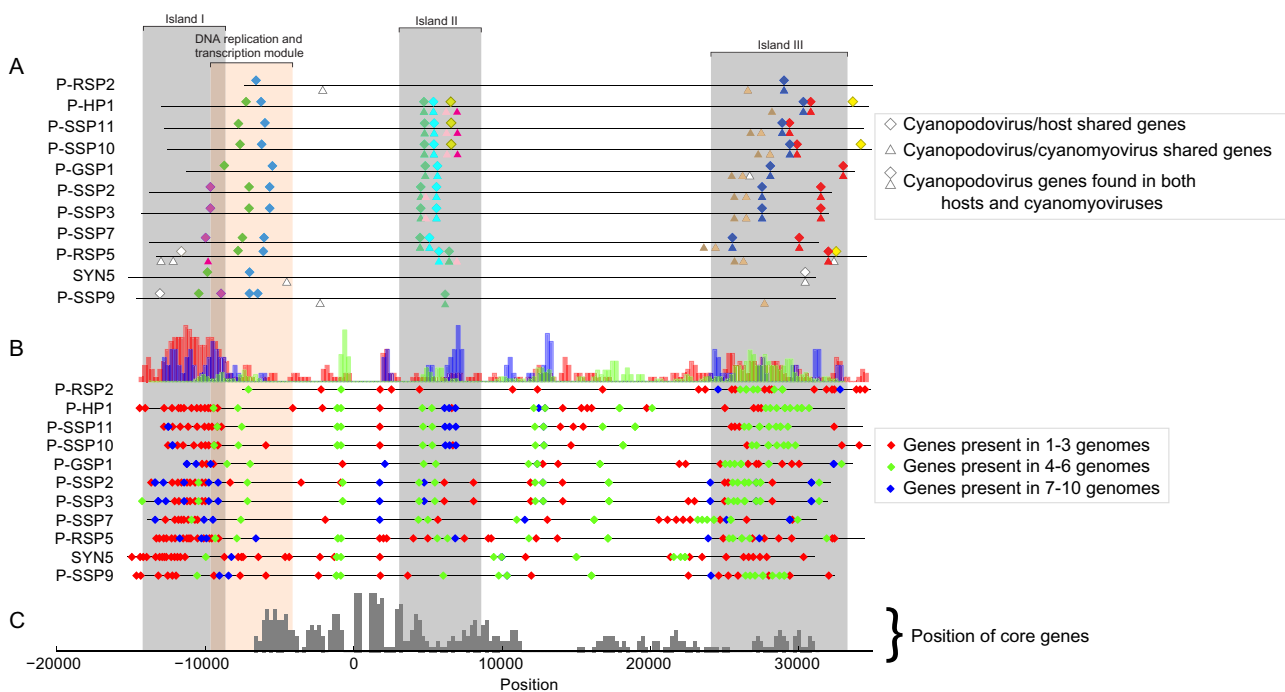 Island I
Island II
DNA replication and
transcription module
Island III
A
P-RSP2
P-HP1
P-SSP11
P-SSP10
P-GSP1
P-SSP2
P-SSP3
P-SSP7
P-RSP5
SYN5
P-SSP9
Cyanopodovirus/host shared genes
Cyanopodovirus/cyanomyovirus shared genes
Cyanopodovirus genes found in both
hosts and cyanomyoviruses
B
P-RSP2
P-HP1
P-SSP11
P-SSP10
P-GSP1
P-SSP2
P-SSP3
P-SSP7
P-RSP5
SYN5
P-SSP9
Genes present in 1-3 genomes
Genes present in 4-6 genomes
Genes present in 7-10 genomes
C
Position of core genes
−20000 −10000 0 10000 20000 30000
Position